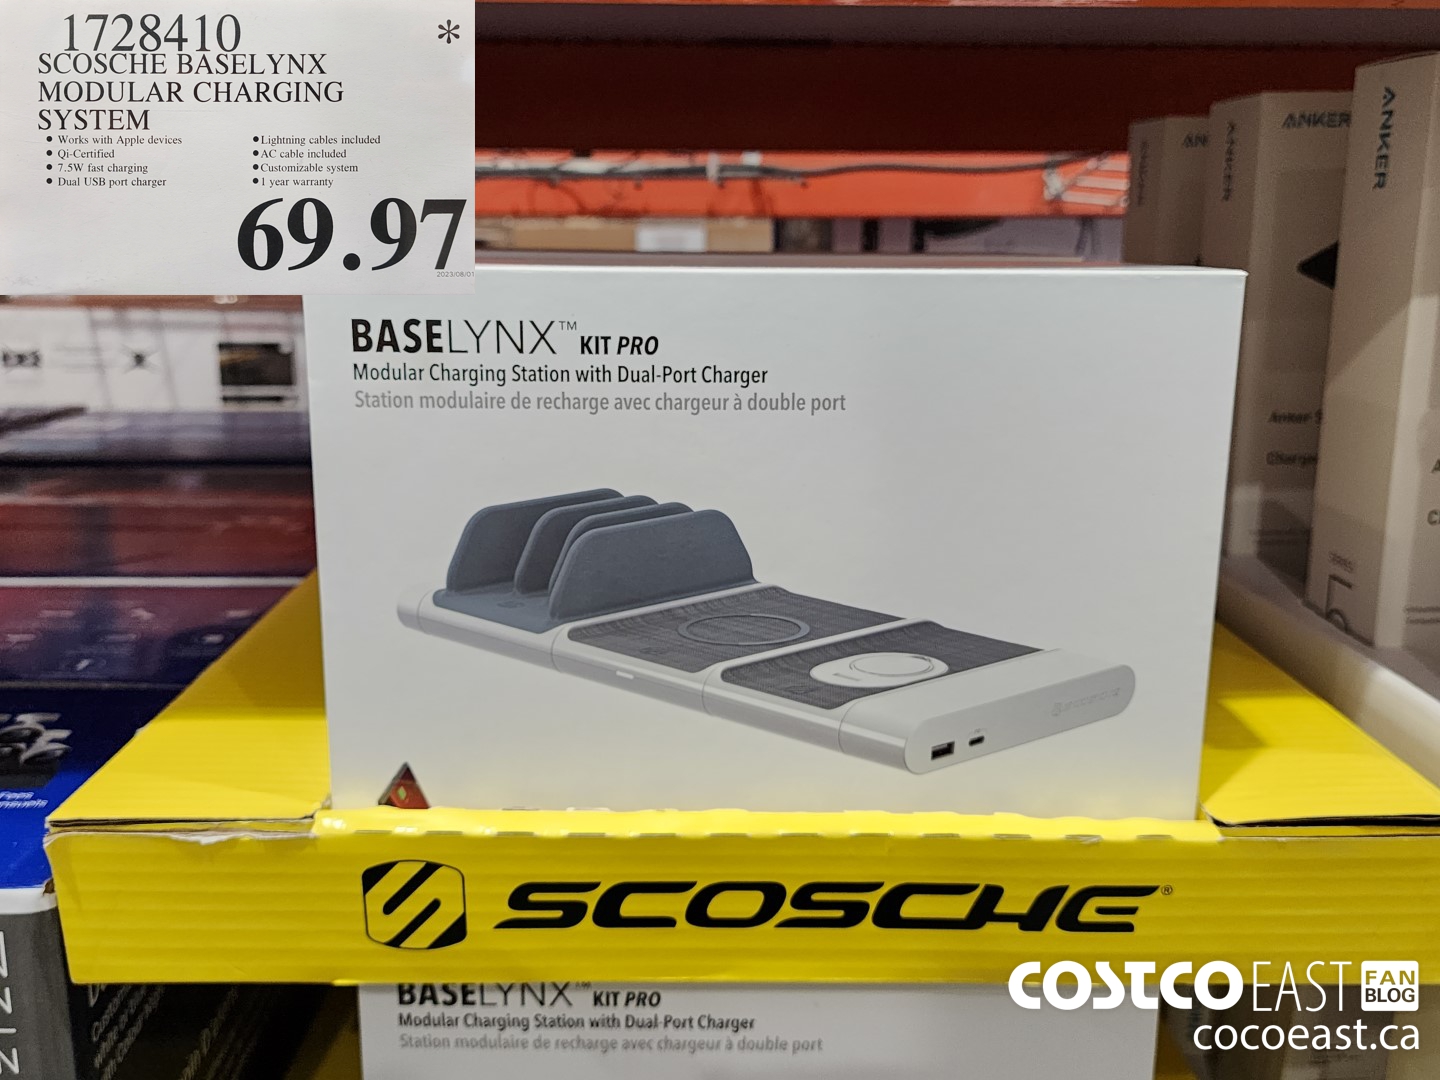 1728410
*
SCOSCHE BASELYNX
MODULAR CHARGING
SYSTEM
• Works with Apple devices
• Qi-Certified
• 7.5W fast charging
• Dual USB port charger
• Lightning cables included
• AC cable included
• Customizable system
• 1 year warranty
69.97
2023/08/01
ANKER
ANKER
BASELYNX™ KIT PRO
Modular Charging Station with Dual-Port Charger
Station modulaire de recharge avec chargeur à double port
SCOSCHE®
BASELYNX™ KIT PRO
Modular Charging Station with Dual-Port Charger
Station modulaire de recharge avec chargeur à double port
COSTCO EAST FAN
BLOG
cocoeast.ca